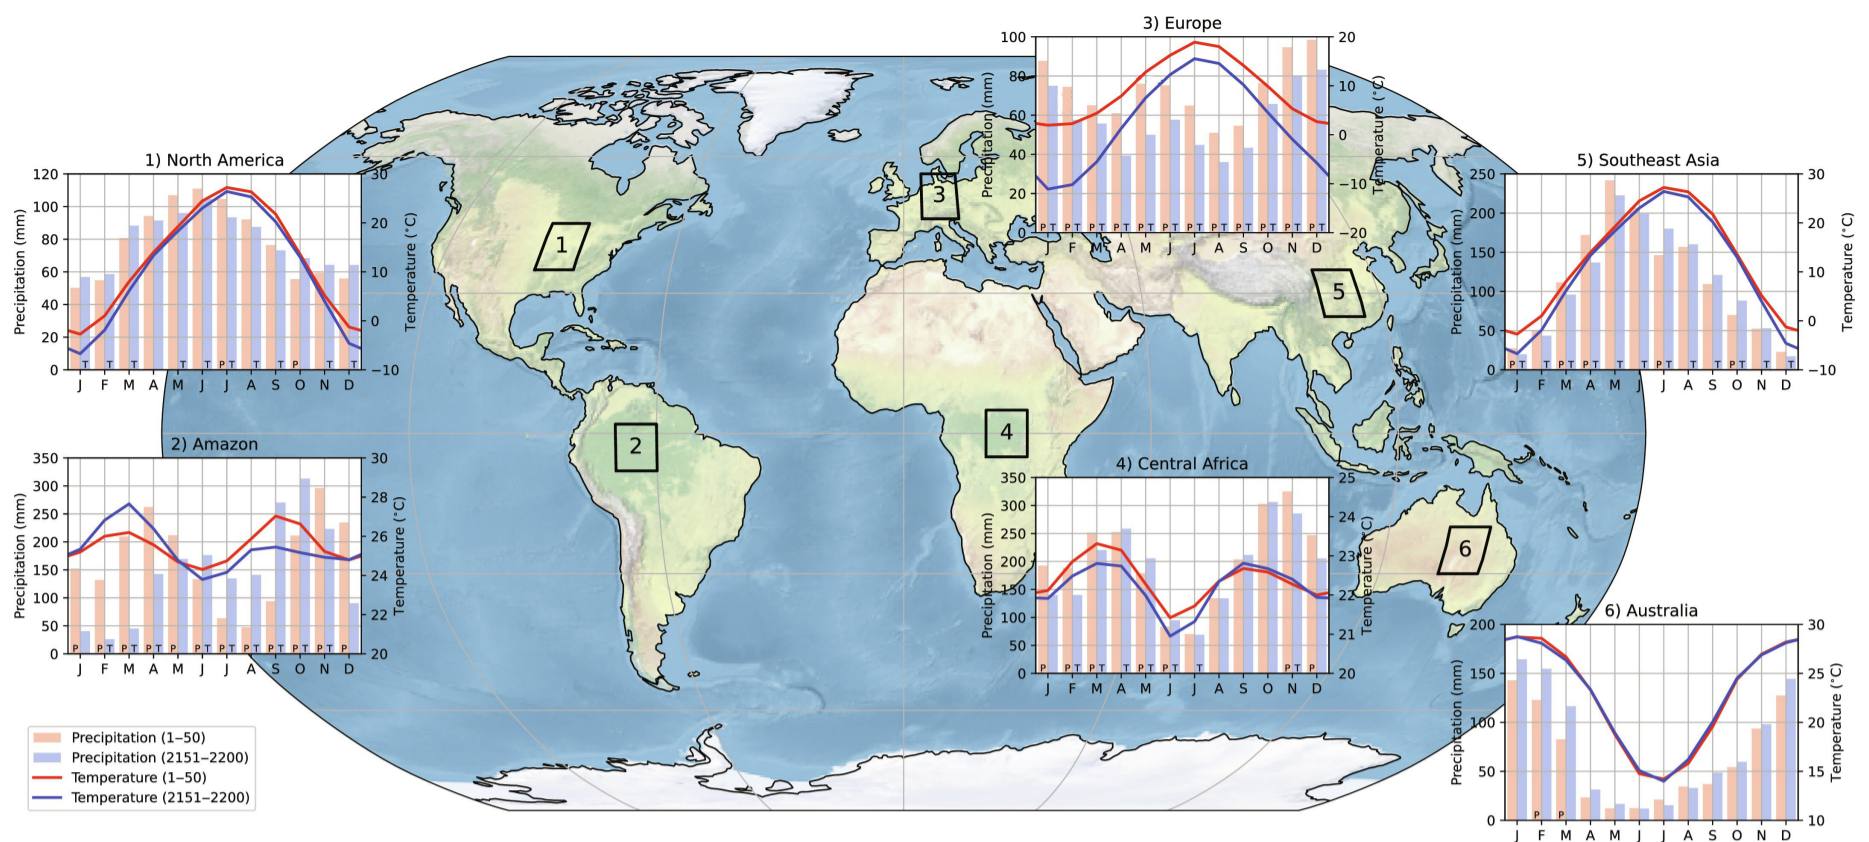 1) North America
Precipitation (mm)
120
100
80
60
40
20
0
30
20
10
0
−10
Temperature (°C)
T T T T T P T T T P T T
J F M A M J J A S O N D
2) Amazon
Precipitation (mm)
350
300
250
200
150
100
50
0
30
28
26
24
22
20
Temperature (°C)
P P T P T P T P P T P T P T P T P T P T P
J F M A M J J A S O N D
3) Europe
Precipitation (mm)
100
80
60
40
20
0
20
10
0
−10
−20
Temperature (°C)
P T P T P T P T P T P T P T P T P T P T P T P T
J F M A M J J A S O N D
4) Central Africa
Precipitation (mm)
350
300
250
200
150
100
50
0
25
24
23
22
21
20
Temperature (°C)
P P T P T T P T P T T P T P
J F M A M J J A S O N D
5) Southeast Asia
Precipitation (mm)
250
200
150
100
50
0
30
20
10
0
−10
Temperature (°C)
P T P T P T T T P T T P T P T T
J F M A M J J A S O N D
6) Australia
Precipitation (mm)
200
150
100
50
0
30
25
20
15
10
Temperature (°C)
P P
J F M A M J J A S O N D
1
2
3
4
5
6
Precipitation (1–50)
Precipitation (2151–2200)
Temperature (1–50)
Temperature (2151–2200)